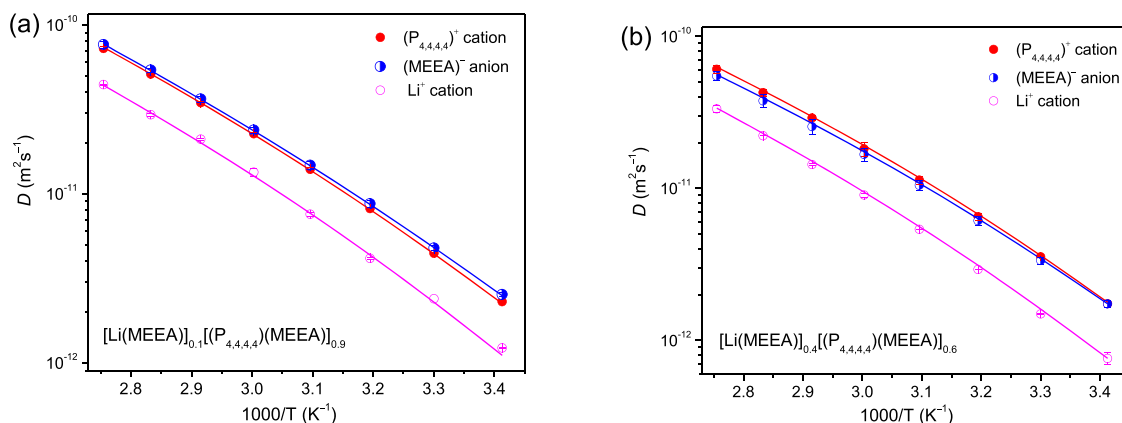 (a)
10⁻¹⁰
10⁻¹¹
10⁻¹²
D (m²s⁻¹)
(P₄,₄,₄,₄)⁺ cation
(MEEA)⁻ anion
Li⁺ cation
[Li(MEEA)]₀.₁[(P₄,₄,₄,₄)(MEEA)]₀.₉
2.8 2.9 3.0 3.1 3.2 3.3 3.4
1000/T (K⁻¹)
(b)
10⁻¹⁰
10⁻¹¹
10⁻¹²
D (m²s⁻¹)
(P₄,₄,₄,₄)⁺ cation
(MEEA)⁻ anion
Li⁺ cation
[Li(MEEA)]₀.₄[(P₄,₄,₄,₄)(MEEA)]₀.₆
2.8 2.9 3.0 3.1 3.2 3.3 3.4
1000/T (K⁻¹)